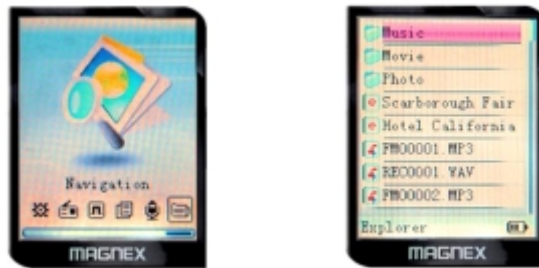 Navigation
MAGNEX
Music
Movie
Photo
Scarborough Fair
Hotel California
FM00001.MP3
REC0001.WAV
FM00002.MP3
Explorer
MAGNEX